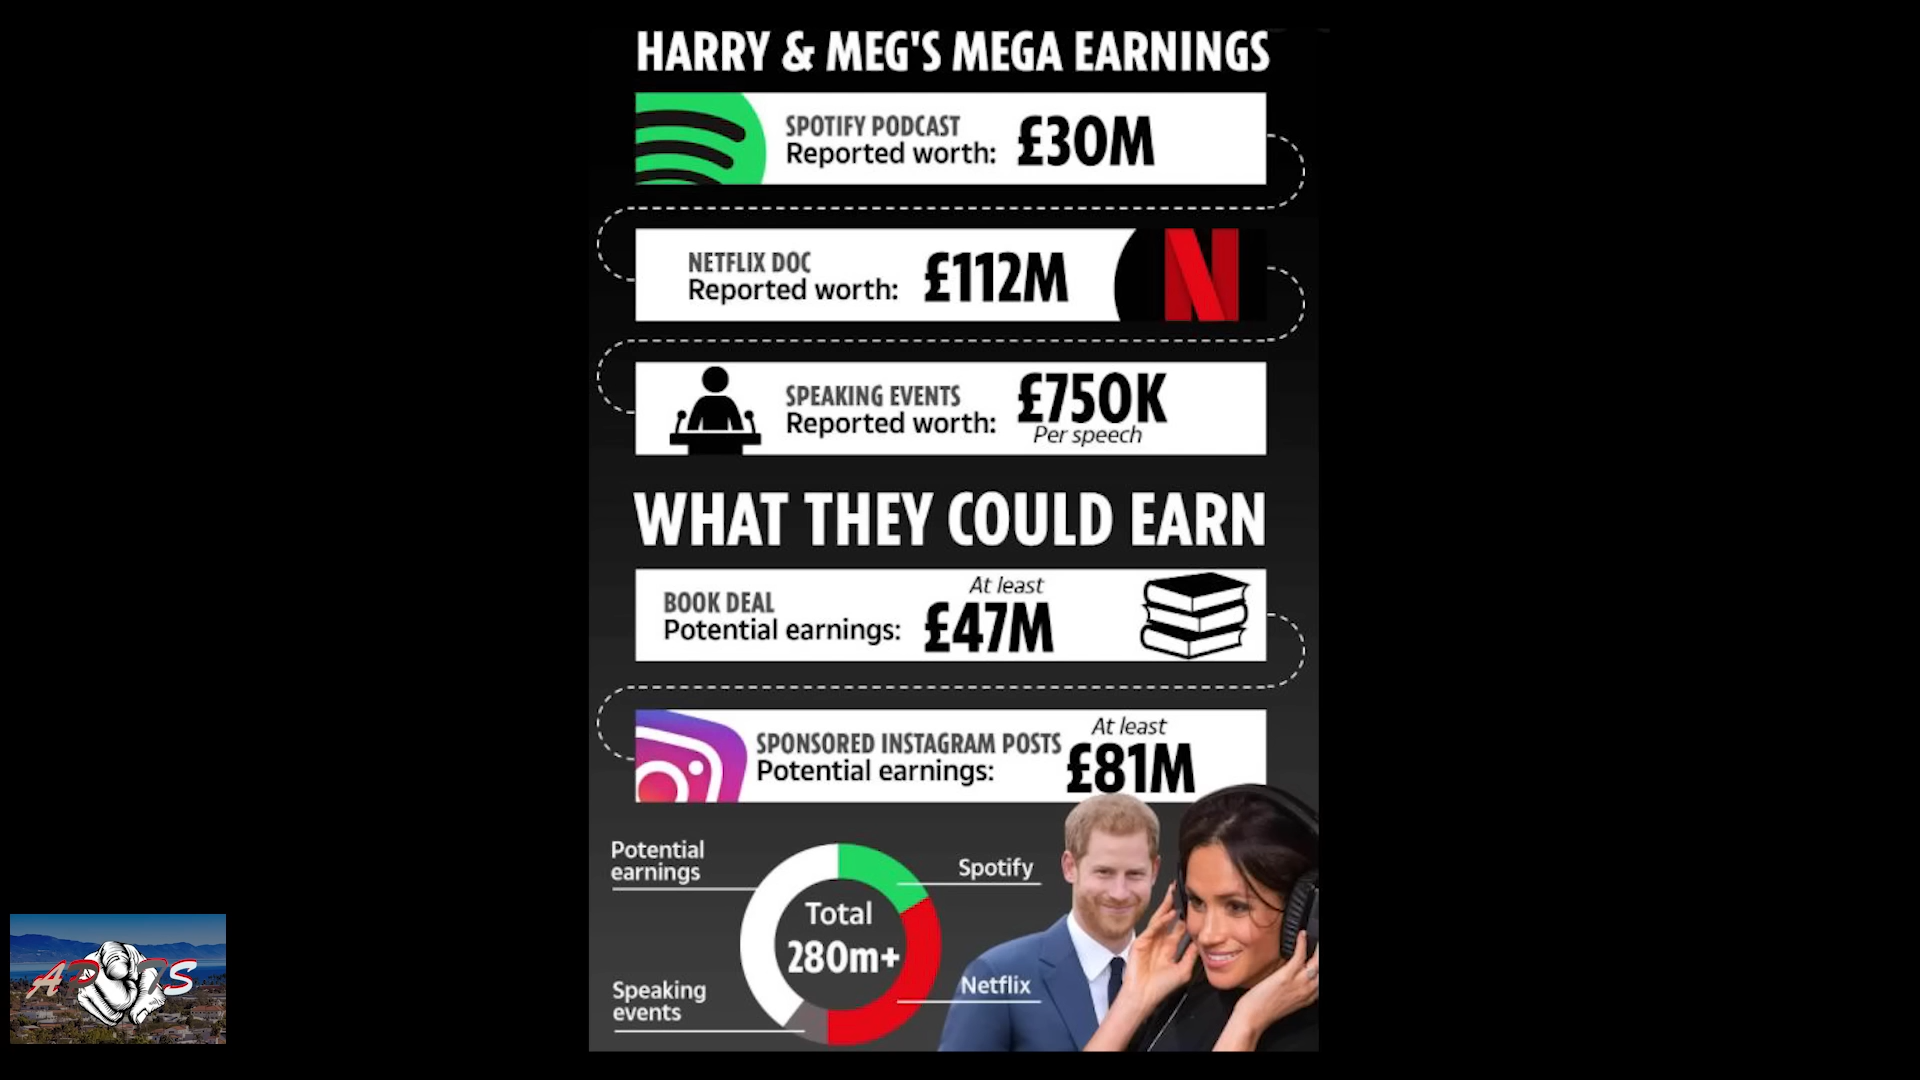 HARRY & MEG'S MEGA EARNINGS
SPOTIFY PODCAST
Reported worth: £30M
NETFLIX DOC
Reported worth: £112M
N
SPEAKING EVENTS
Reported worth: £750K
Per speech
WHAT THEY COULD EARN
BOOK DEAL
Potential earnings:
At least
£47M
SPONSORED INSTAGRAM POSTS
Potential earnings:
At least
£81M
Potential
earnings
Spotify
Total
280m+
Netflix
Speaking
events